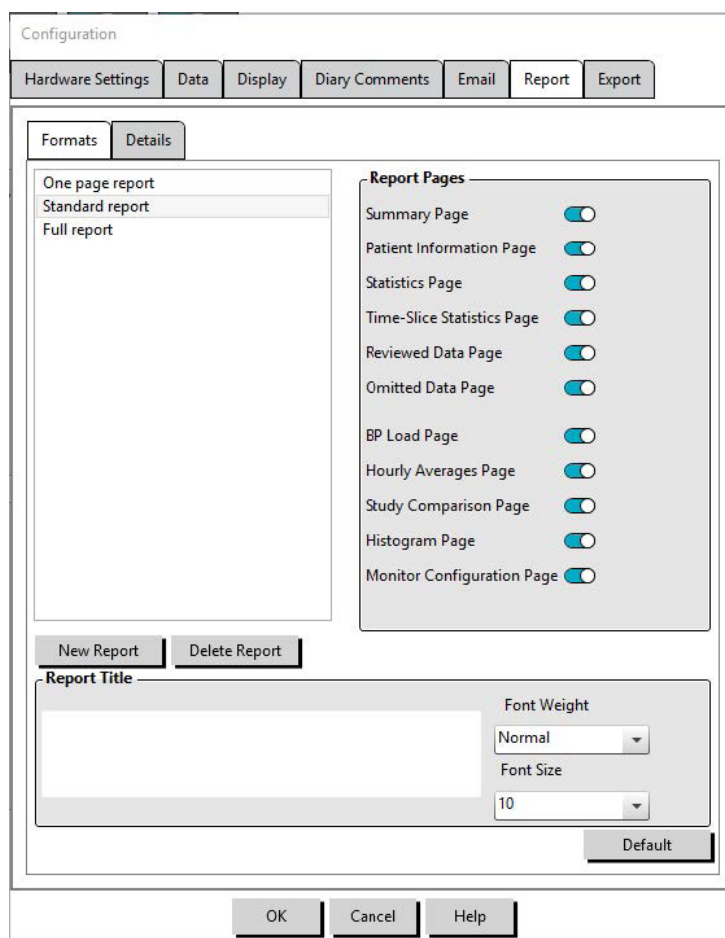 Configuration
Hardware Settings Data Display Diary Comments Email Report Export
Formats Details
One page report
Standard report
Full report
Report Pages
Summary Page
Patient Information Page
Statistics Page
Time-Slice Statistics Page
Reviewed Data Page
Omitted Data Page
BP Load Page
Hourly Averages Page
Study Comparison Page
Histogram Page
Monitor Configuration Page
New Report Delete Report
Report Title
Font Weight
Normal
Font Size
10
Default
OK Cancel Help